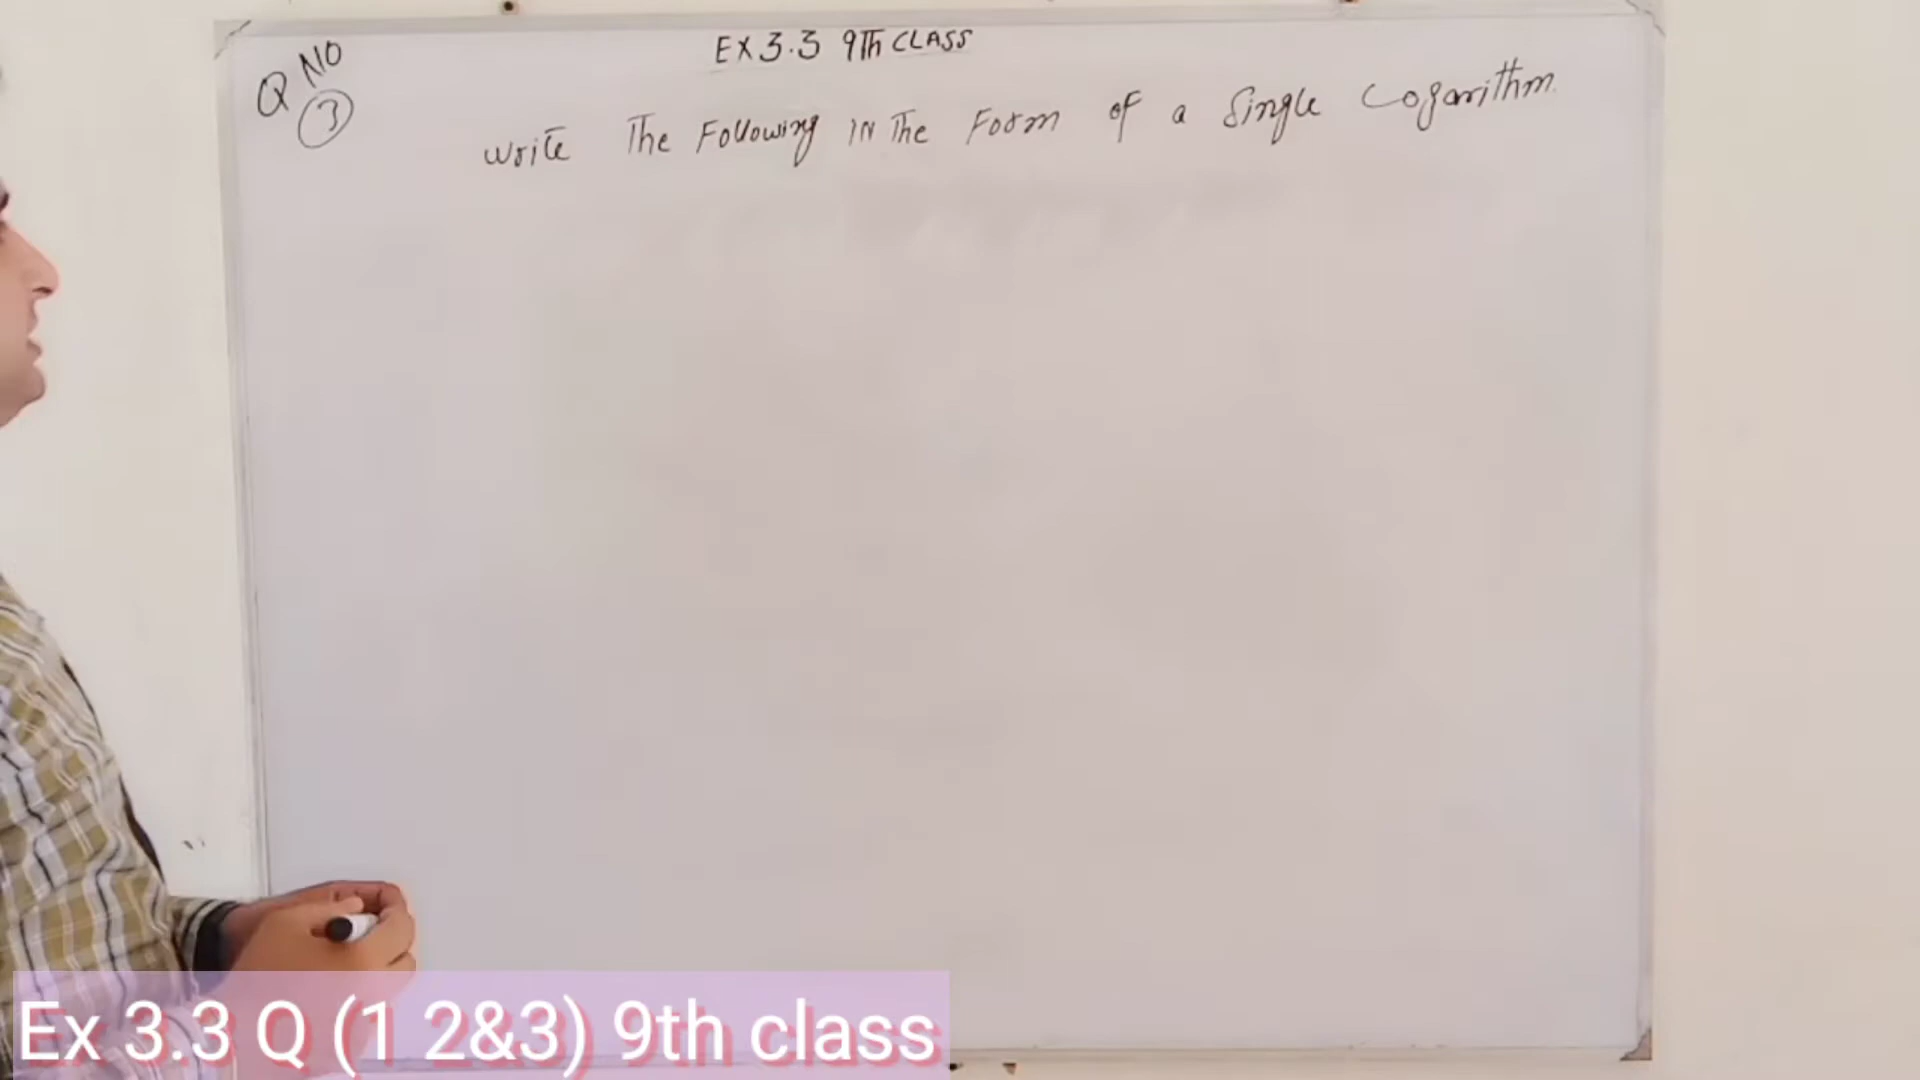 EX 3.3 9TH CLASS
Q NO
3
write The Following IN The Form of a Single Logarithm.
Ex 3.3 Q (1 2&3) 9th class